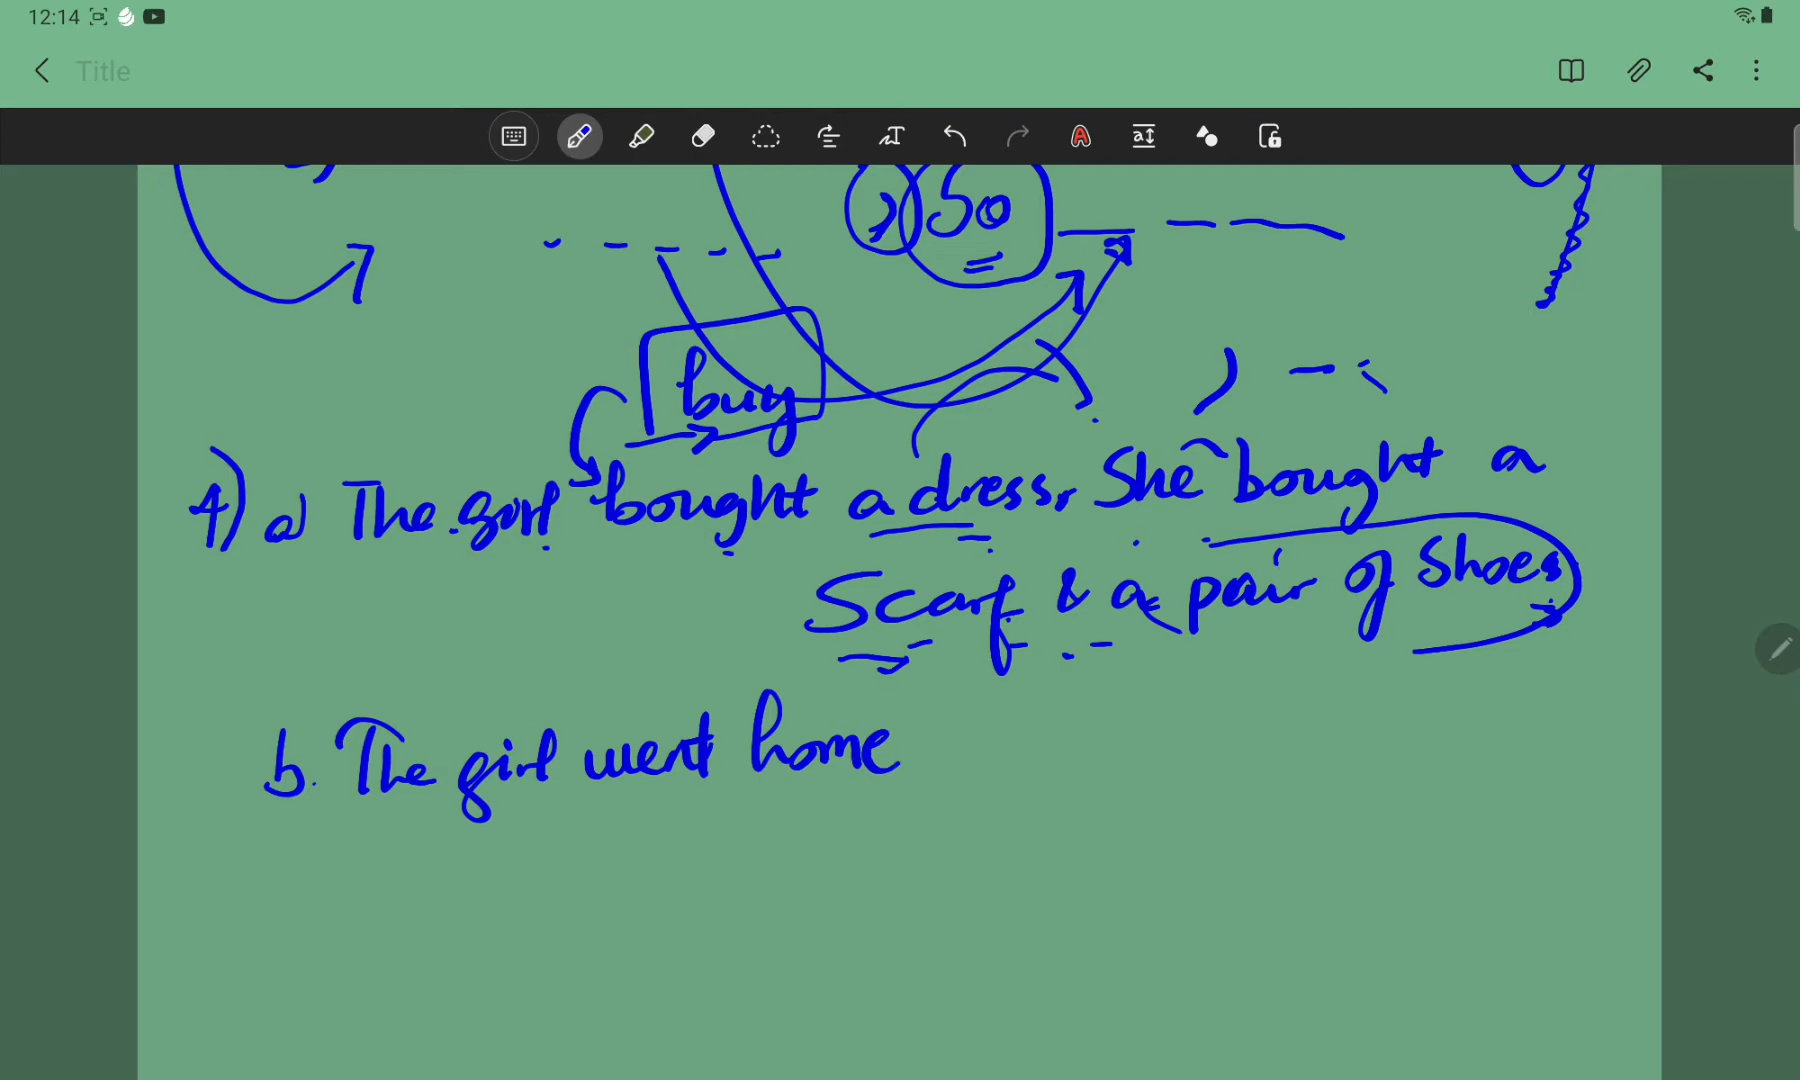 12:14
Title
, so
buy
4) a) The girl bought a dress, She bought a
Scarf & a pair of Shoes
b. The girl went home